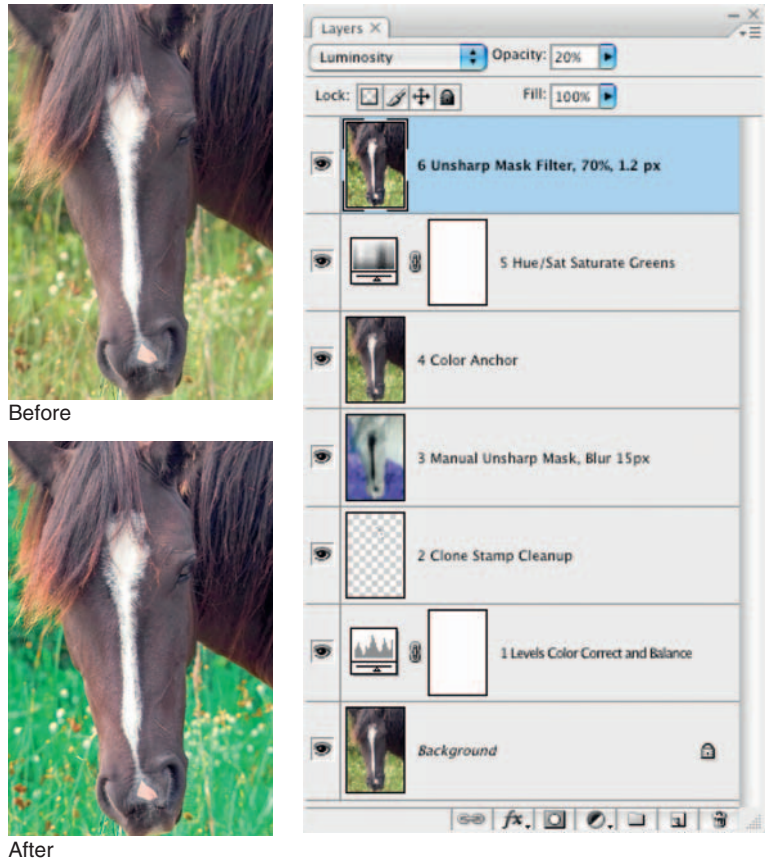 Before
After
Layers
Luminosity
Opacity: 20%
Lock:
Fill: 100%
6 Unsharp Mask Filter, 70%, 1.2 px
5 Hue/Sat Saturate Greens
4 Color Anchor
3 Manual Unsharp Mask, Blur 15px
2 Clone Stamp Cleanup
1 Levels Color Correct and Balance
Background
fx